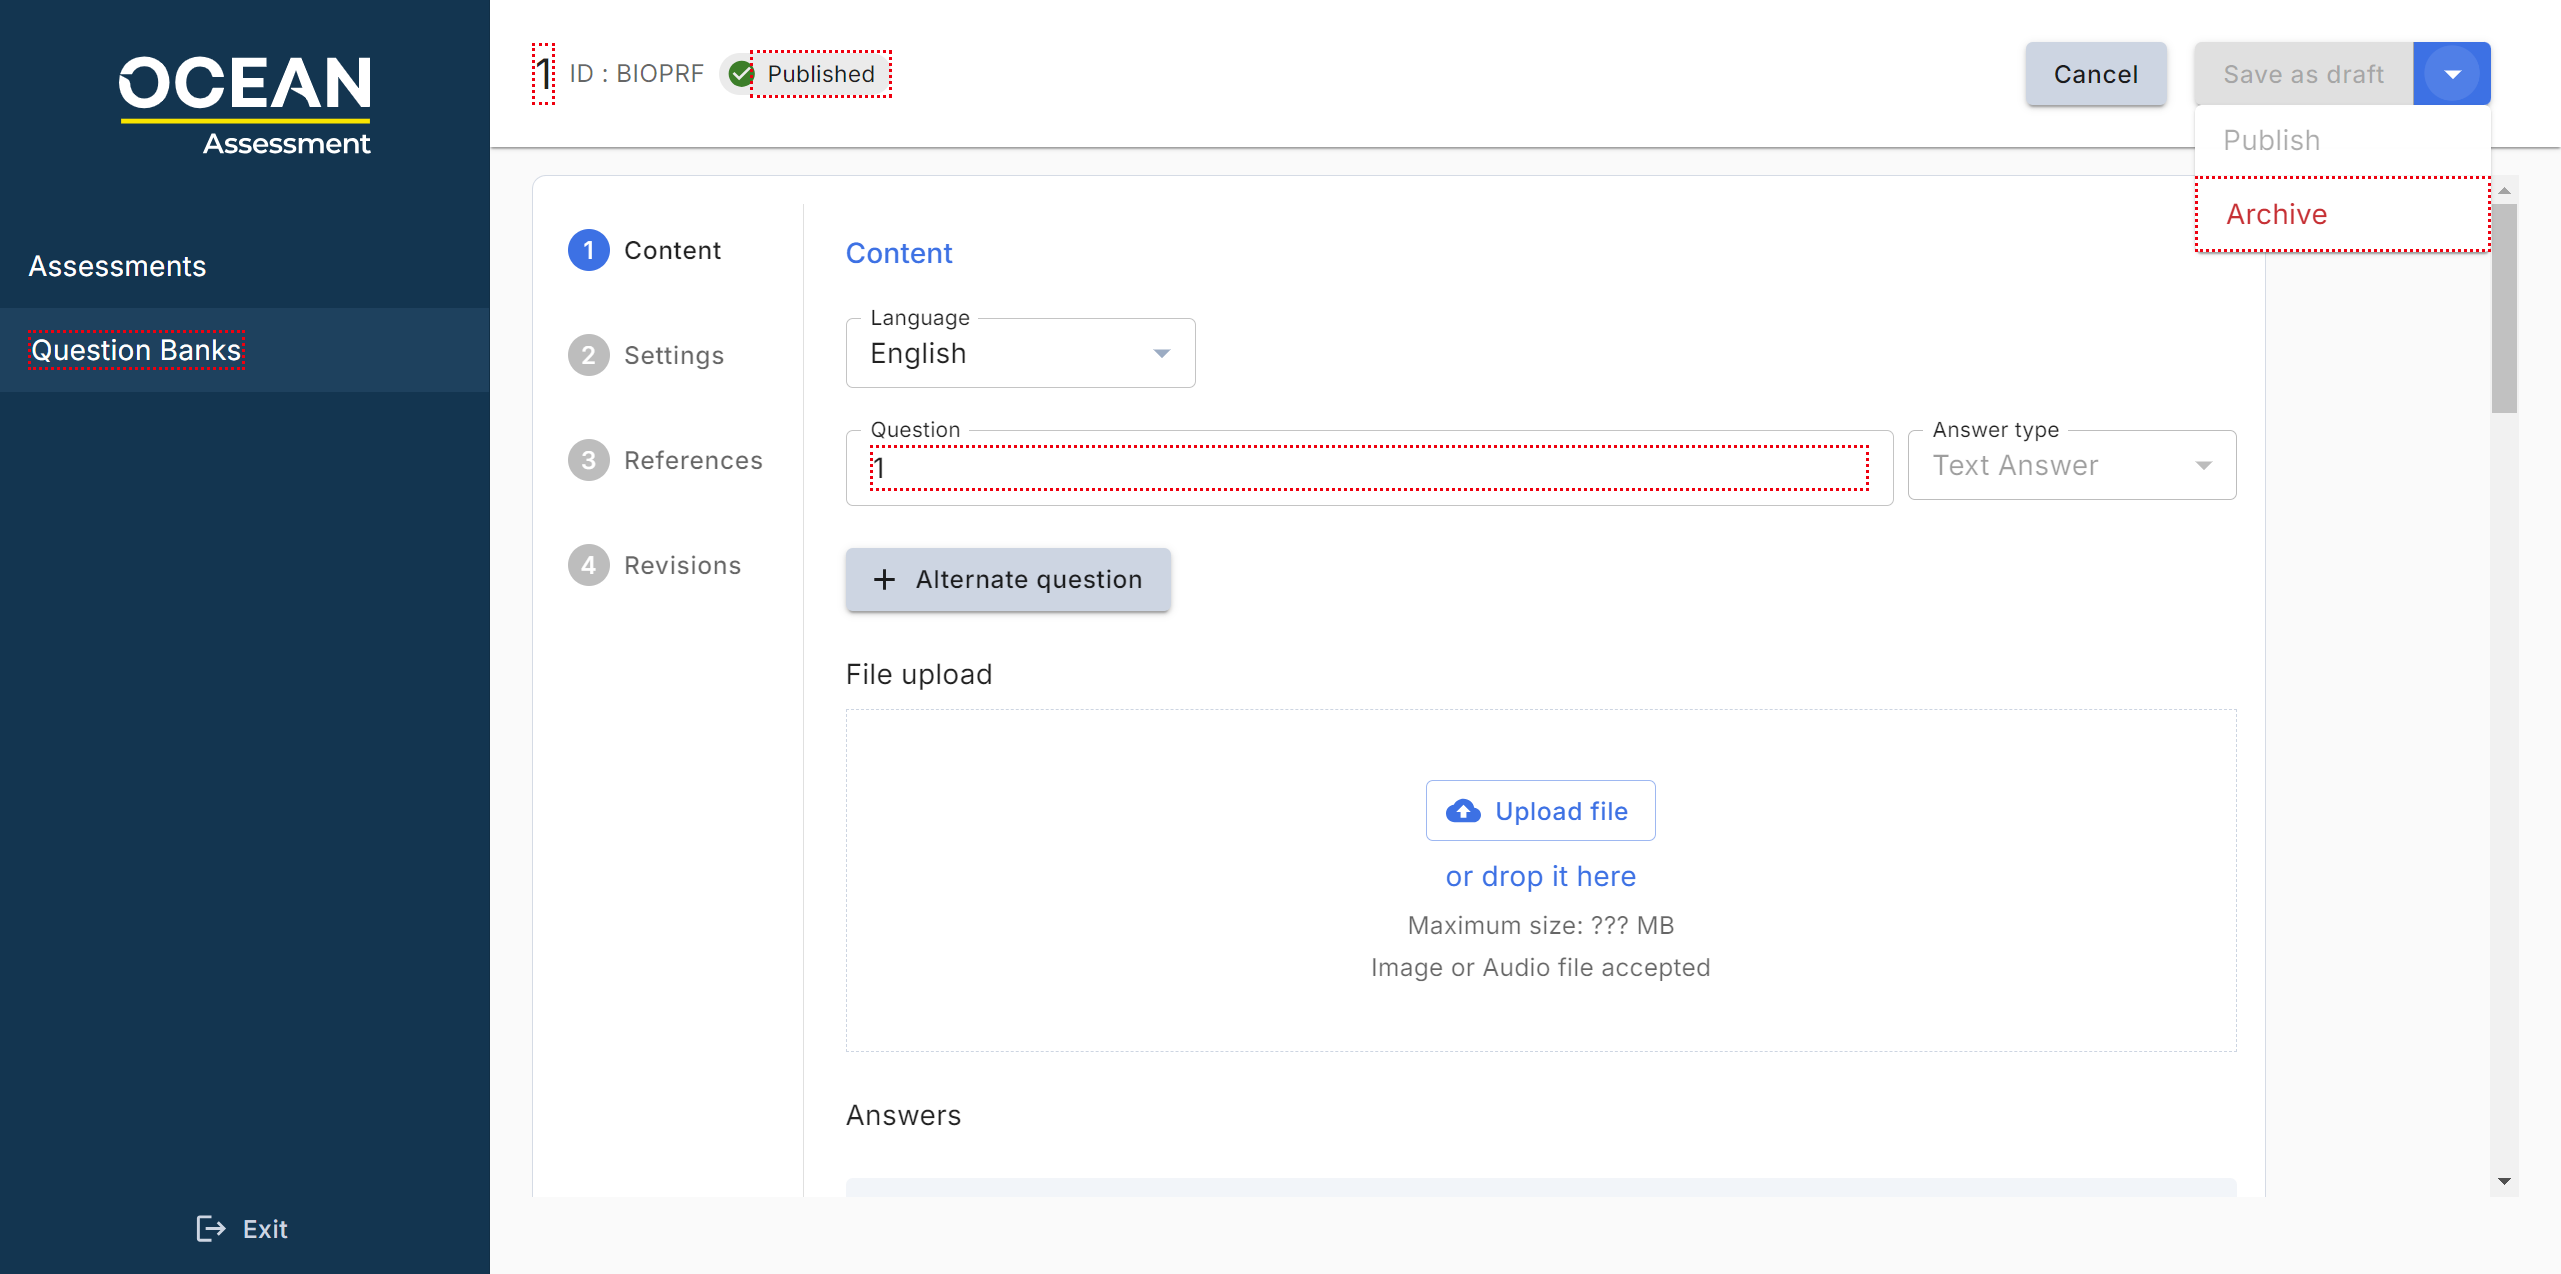 OCEAN
Assessment
Assessments
Question Banks
Exit
1 ID : BIOPRF Published
Cancel
Save as draft
Publish
Archive
1 Content
2 Settings
3 References
4 Revisions
Content
Language
English
Question
1
Answer type
Text Answer
+ Alternate question
File upload
Upload file
or drop it here
Maximum size: ??? MB
Image or Audio file accepted
Answers